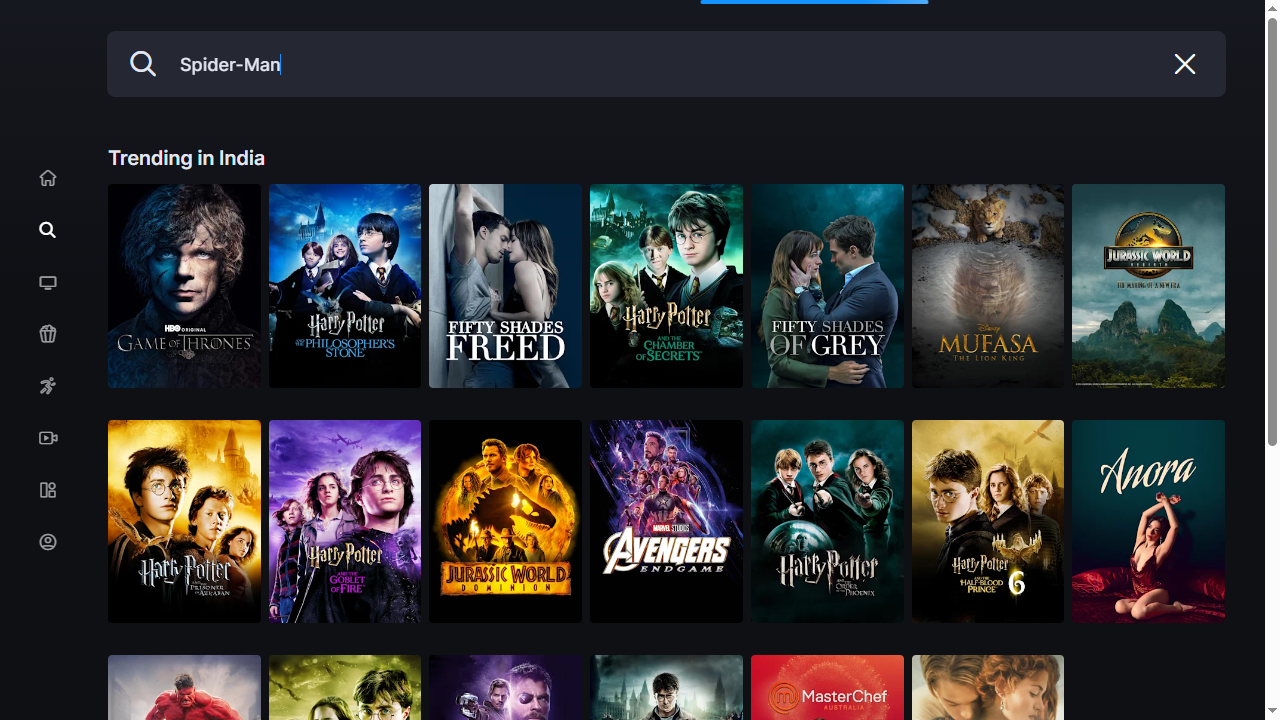 Spider-Man
Trending in India
HBO ORIGINAL
GAME OF THRONES
Harry Potter
AND THE
PHILOSOPHER'S
STONE
FIFTY SHADES
FREED
Harry Potter
AND THE
CHAMBER
OF SECRETS
FIFTY SHADES
OF GREY
Disney
MUFASA
THE LION KING
JURASSIC WORLD
REBIRTH
THE MAKING OF A NEW ERA
Harry Potter
AND THE
PRISONER
OF AZKABAN
Harry Potter
AND THE
GOBLET
OF FIRE
JURASSIC WORLD
DOMINION
MARVEL STUDIOS
AVENGERS
ENDGAME
Harry Potter
AND THE
ORDER
OF THE PHOENIX
Harry Potter
AND THE
HALF-BLOOD
PRINCE
6
Anora
MasterChef
AUSTRALIA